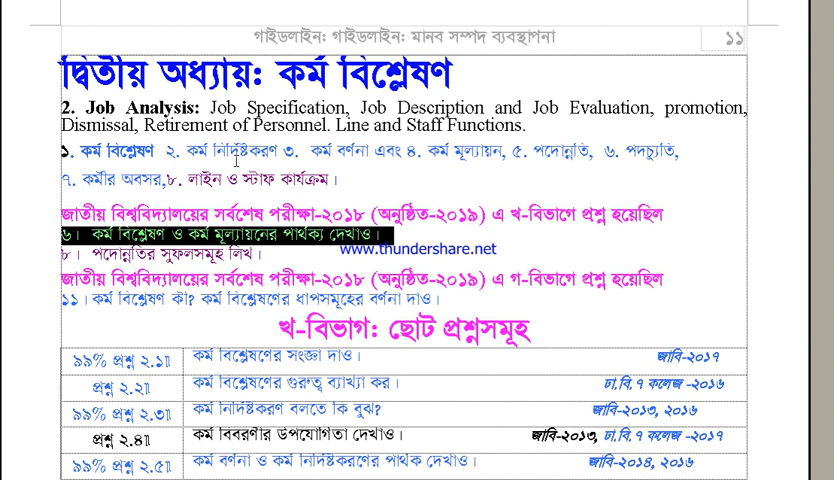 গাইডলাইন: গাইডলাইন: মানব সম্পদ ব্যবস্থাপনা ১১
দ্বিতীয় অধ্যায়: কর্ম বিশ্লেষণ
2. Job Analysis: Job Specification, Job Description and Job Evaluation, promotion,
Dismissal, Retirement of Personnel. Line and Staff Functions.
১. কর্ম বিশ্লেষণ ২. কর্ম নির্দিষ্টকরণ ৩. কর্ম বর্ণনা এবং ৪. কর্ম মূল্যায়ন, ৫. পদোন্নতি, ৬. পদচ্যুতি,
৭. কর্মীর অবসর,৮. লাইন ও স্টাফ কার্যক্রম।
জাতীয় বিশ্ববিদ্যালয়ের সর্বশেষ পরীক্ষা-২০১৮ (অনুষ্ঠিত-২০১৯) এ খ-বিভাগে প্রশ্ন হয়েছিল
৬। কর্ম বিশ্লেষণ ও কর্ম মূল্যায়নের পার্থক্য দেখাও।
www.thundershare.net
৮। পদোন্নতির সুফলসমূহ লিখ।
জাতীয় বিশ্ববিদ্যালয়ের সর্বশেষ পরীক্ষা-২০১৮ (অনুষ্ঠিত-২০১৯) এ গ-বিভাগে প্রশ্ন হয়েছিল
১১। কর্ম বিশ্লেষণ কী? কর্ম বিশ্লেষণের ধাপসমূহের বর্ণনা দাও।
খ-বিভাগ: ছোট প্রশ্নসমূহ
৯৯% প্রশ্ন ২.১॥ কর্ম বিশ্লেষণের সংজ্ঞা দাও। জাবি-২০১৭
প্রশ্ন ২.২॥ কর্ম বিশ্লেষণের গুরুত্ব ব্যাখ্যা কর। ঢা,বি,৭ কলেজ -২০১৬
৯৯% প্রশ্ন ২.৩॥ কর্ম নির্দিষ্টকরণ বলতে কি বুঝ? জাবি-২০১৩, ২০১৬
প্রশ্ন ২.৪॥ কর্ম বিবরণীর উপযোগিতা দেখাও। জাবি-২০১৩, ঢা,বি,৭ কলেজ -২০১৭
৯৯% প্রশ্ন ২.৫॥ কর্ম বর্ণনা ও কর্ম নির্দিষ্টকরণের পার্থক দেখাও। জাবি-২০১৪, ২০১৬